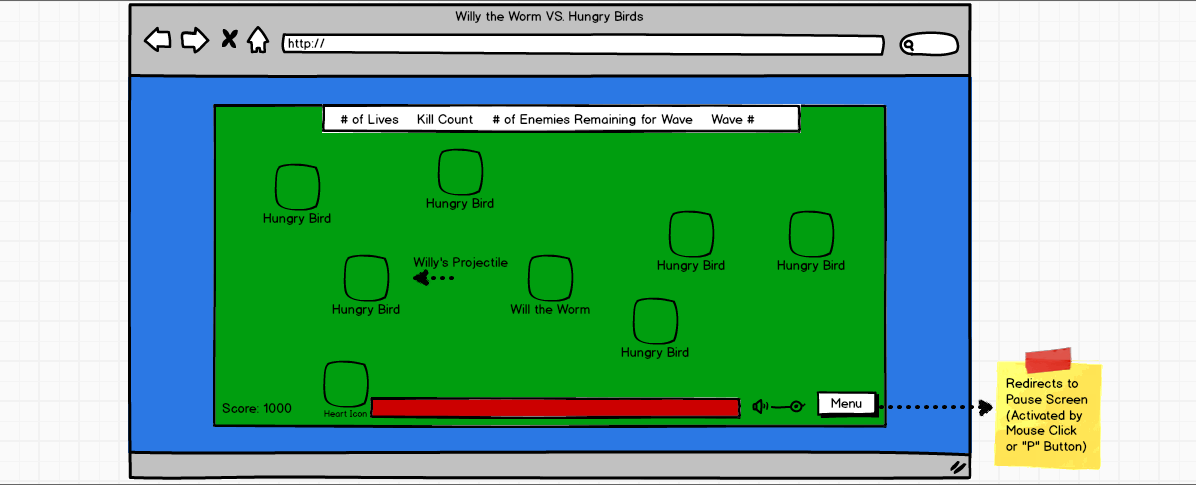 Willy the Worm VS. Hungry Birds
http://
# of Lives Kill Count # of Enemies Remaining for Wave Wave #
Hungry Bird
Hungry Bird
Hungry Bird
Hungry Bird
Willy's Projectile
Hungry Bird
Will the Worm
Hungry Bird
Heart Icon
Score: 1000
Menu
Redirects to
Pause Screen
(Activated by
Mouse Click
or "P" Button)